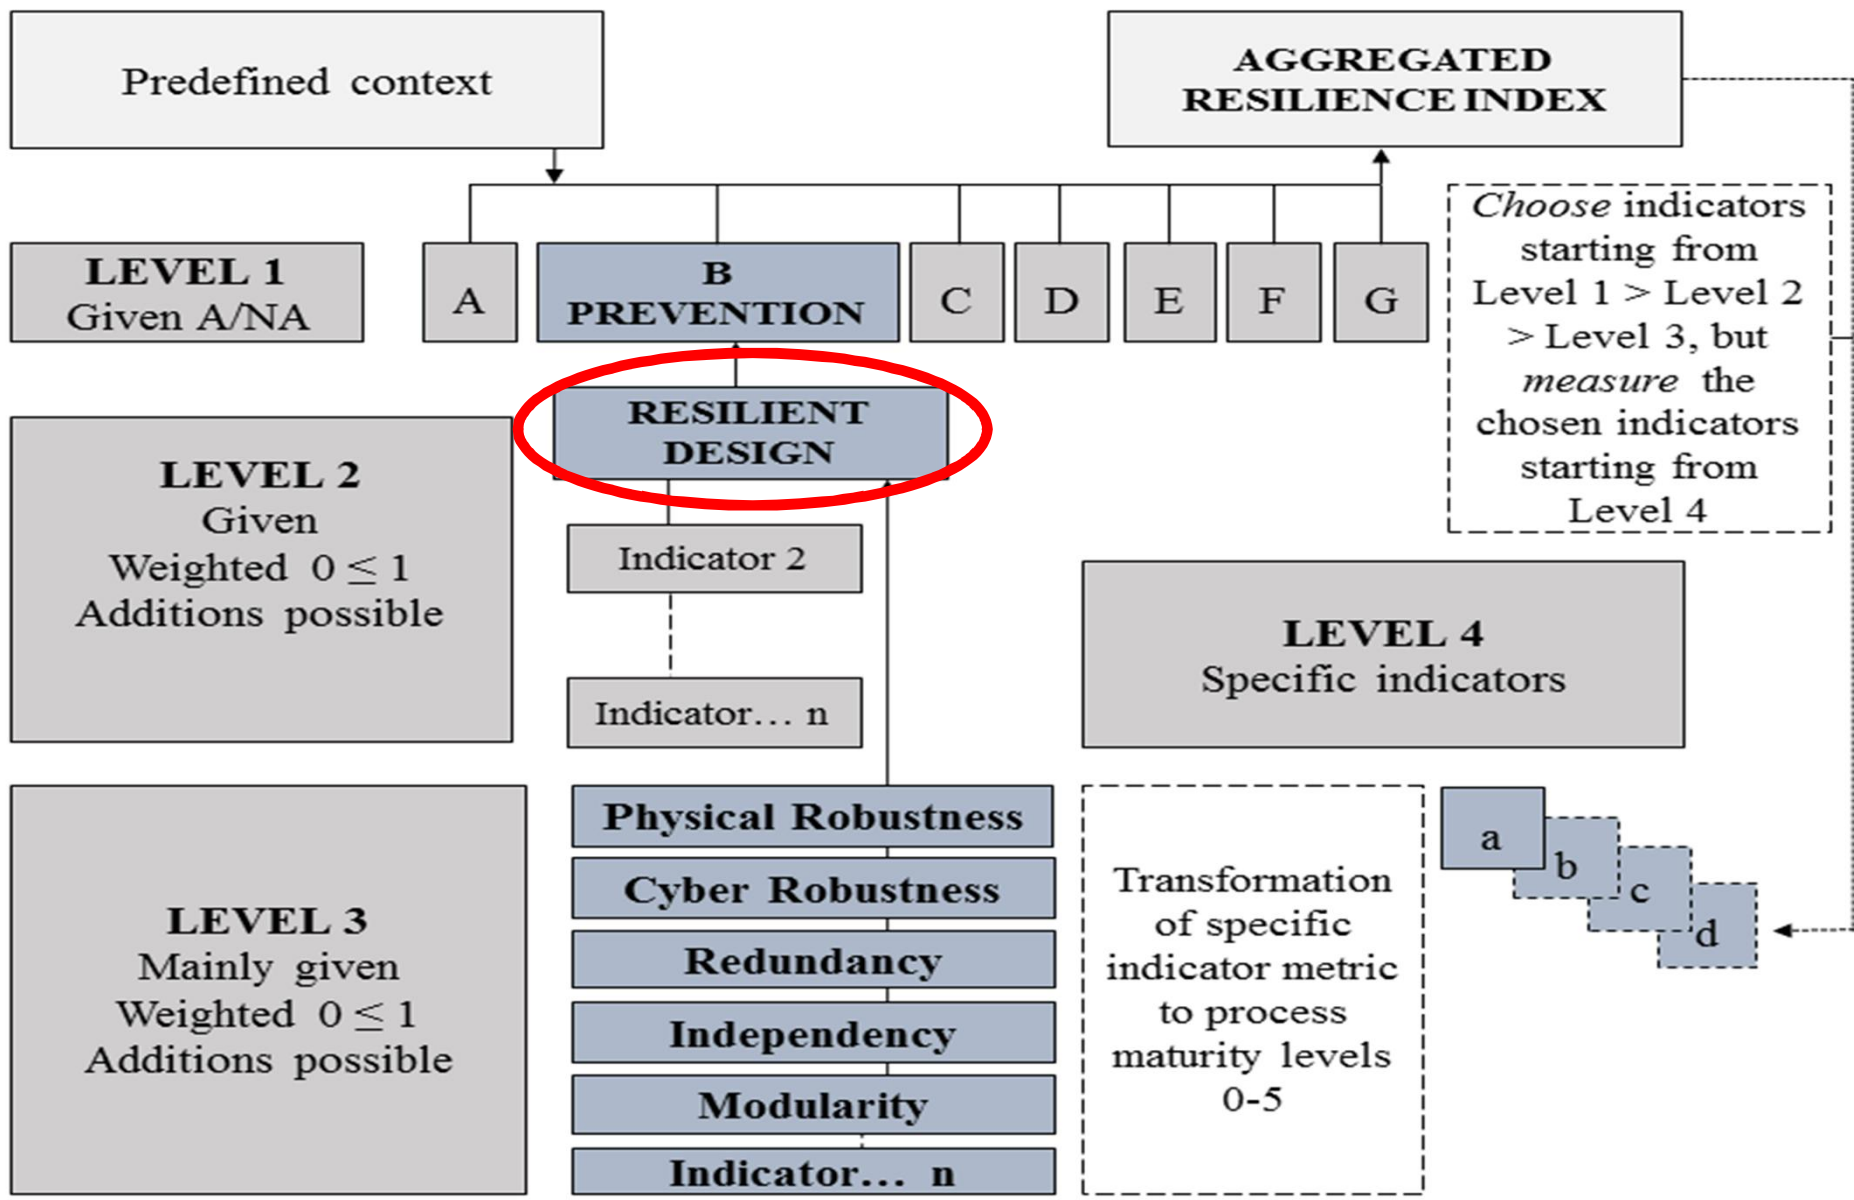 Predefined context
AGGREGATED
RESILIENCE INDEX
LEVEL 1
Given A/NA
A
B
PREVENTION
C
D
E
F
G
Choose indicators
starting from
Level 1 > Level 2
> Level 3, but
measure the
chosen indicators
starting from
Level 4
RESILIENT
DESIGN
LEVEL 2
Given
Weighted 0 ≤ 1
Additions possible
Indicator 2
Indicator... n
LEVEL 4
Specific indicators
LEVEL 3
Mainly given
Weighted 0 ≤ 1
Additions possible
Physical Robustness
Cyber Robustness
Redundancy
Independency
Modularity
Indicator... n
Transformation
of specific
indicator metric
to process
maturity levels
0-5
a
b
c
d